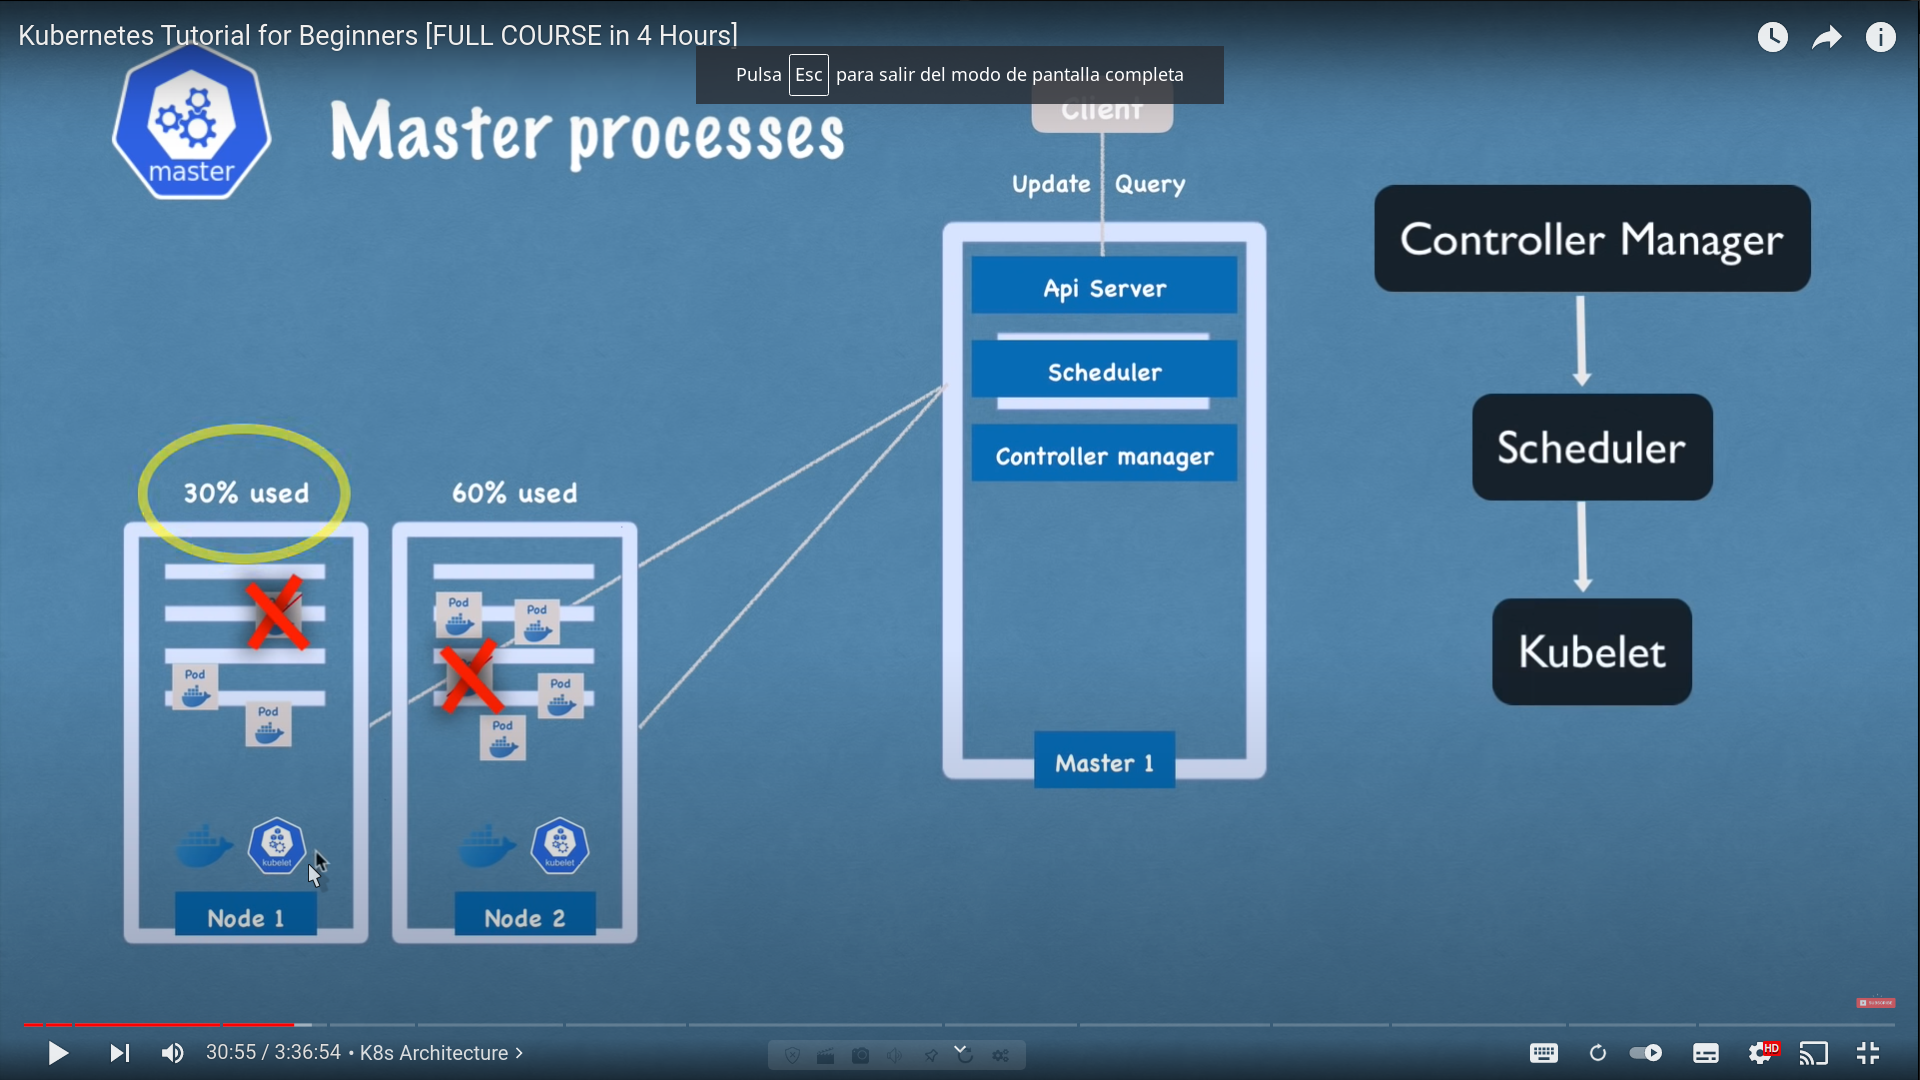 Kubernetes Tutorial for Beginners [FULL COURSE in 4 Hours]
Pulsa Esc para salir del modo de pantalla completa
master
Master processes
Client
Update Query
Api Server
Scheduler
Controller manager
Master 1
Controller Manager
Scheduler
Kubelet
30% used
60% used
Pod
Pod
Pod
Pod
Pod
Pod
kubelet
kubelet
Node 1
Node 2
30:55 / 3:36:54 • K8s Architecture
HD